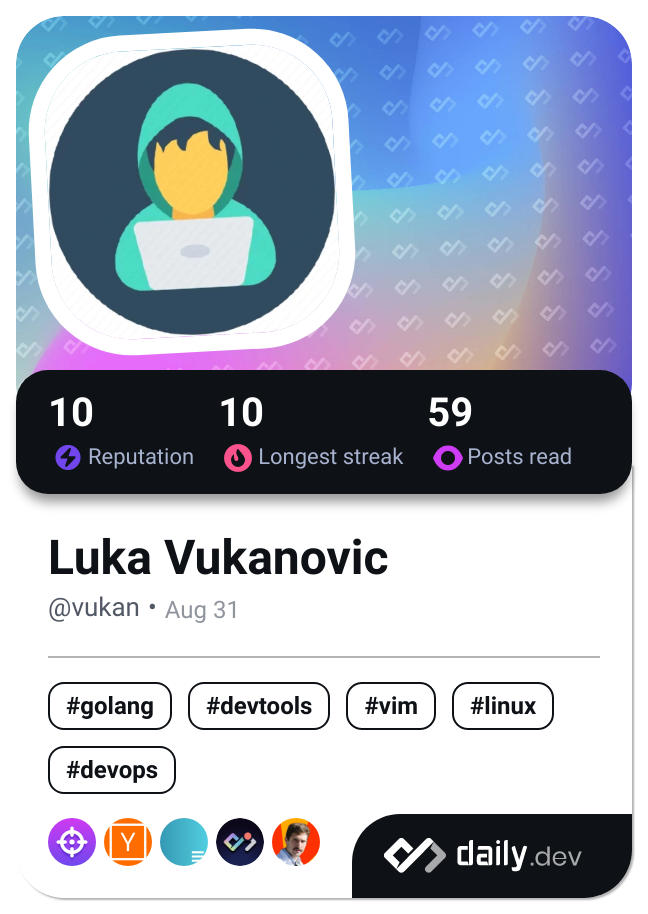 10 10 59
Reputation Longest streak Posts read
Luka Vukanovic
@vukan • Aug 31
#golang #devtools #vim #linux
#devops
Y
daily.dev